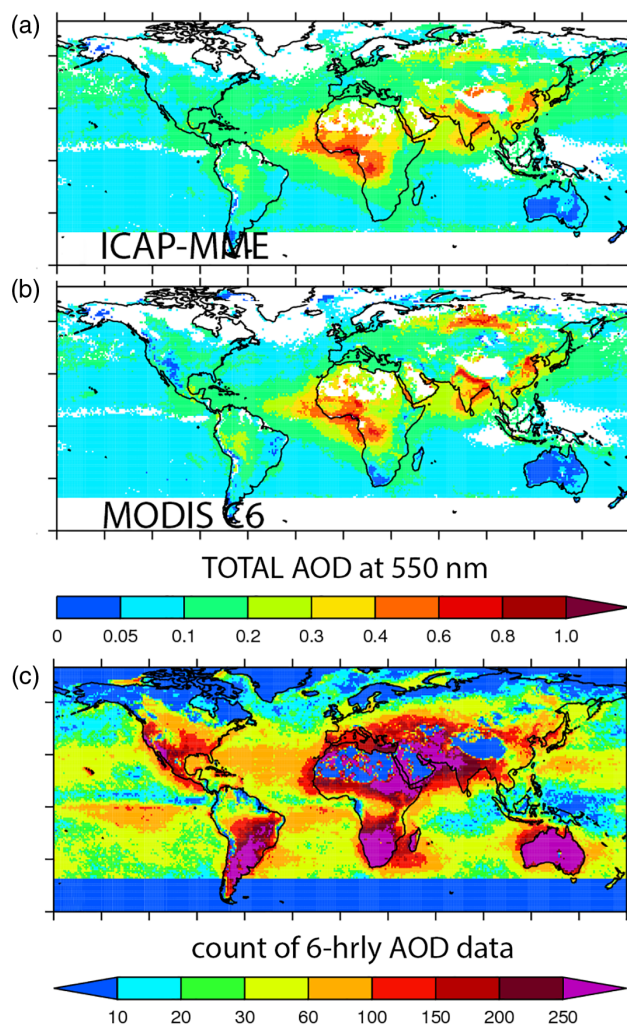 (a)
ICAP-MME
(b)
MODIS C6
TOTAL AOD at 550 nm
0 0.05 0.1 0.2 0.3 0.4 0.6 0.8 1.0
(c)
count of 6-hrly AOD data
10 20 30 60 100 150 200 250